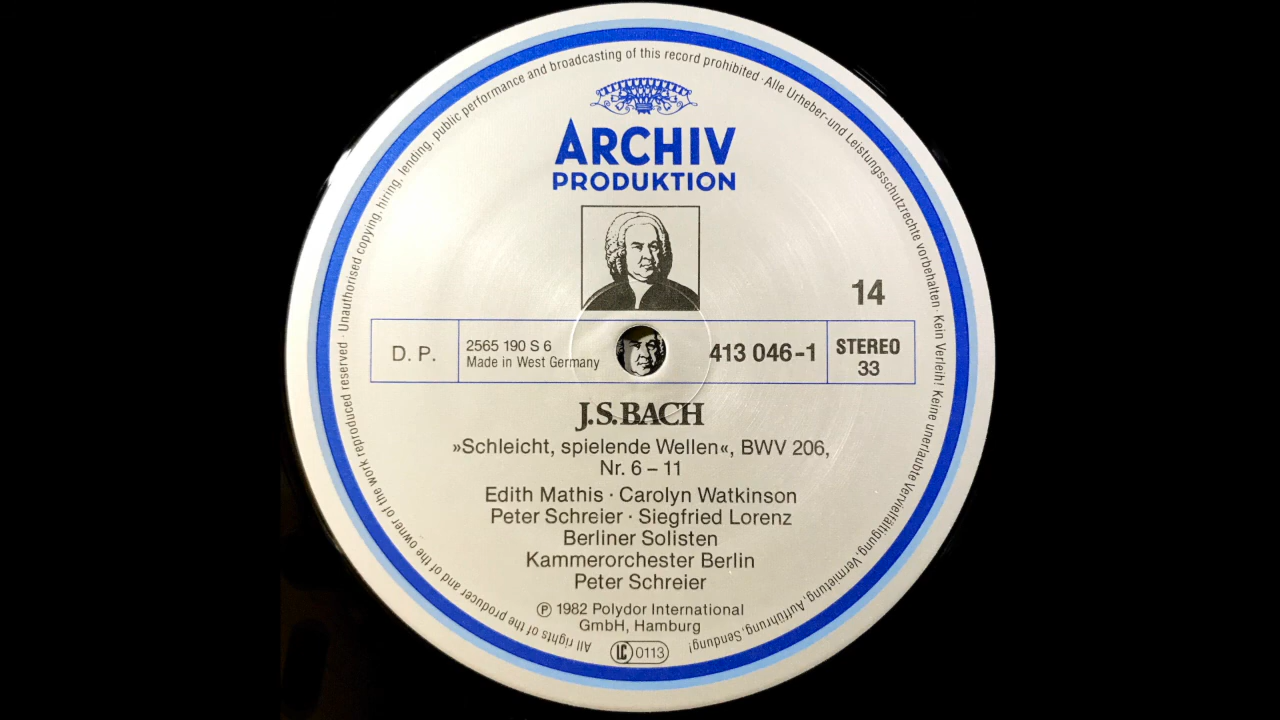 All rights of the producer and of the owner of the work reproduced reserved · Unauthorised copying, hiring, lending, public performance and broadcasting of this record prohibited · Alle Urheber-und Leistungsschutzrechte vorbehalten · Kein Verleih! Keine unerlaubte Vervielfältigung, Vermietung, Aufführung, Sendung!
ARCHIV
PRODUKTION
14
D. P.
2565 190 S 6
Made in West Germany
413 046-1
STEREO
33
J.S.BACH
»Schleicht, spielende Wellen«, BWV 206,
Nr. 6 – 11
Edith Mathis · Carolyn Watkinson
Peter Schreier · Siegfried Lorenz
Berliner Solisten
Kammerorchester Berlin
Peter Schreier
℗ 1982 Polydor International
GmbH, Hamburg
LC 0113